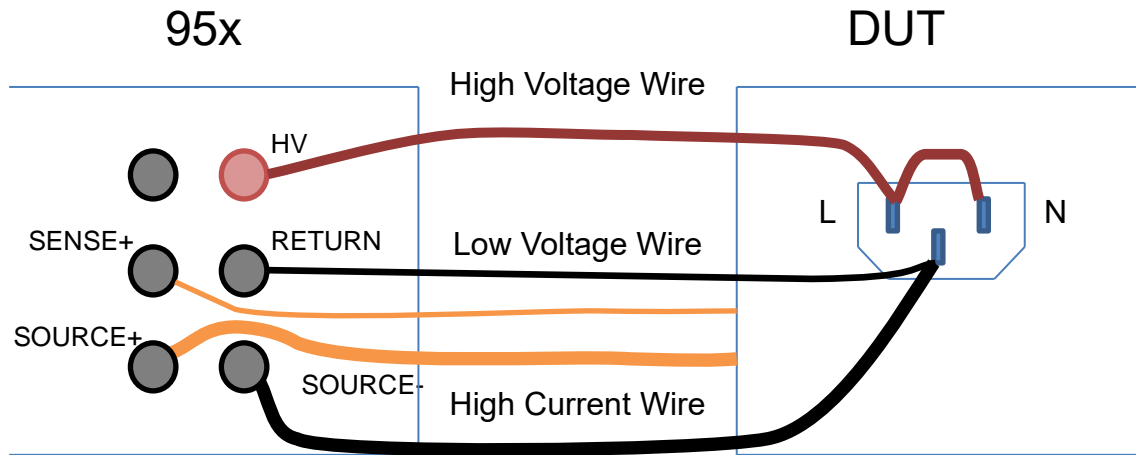 95x
DUT
High Voltage Wire
HV
L
N
SENSE+
RETURN
Low Voltage Wire
SOURCE+
SOURCE-
High Current Wire